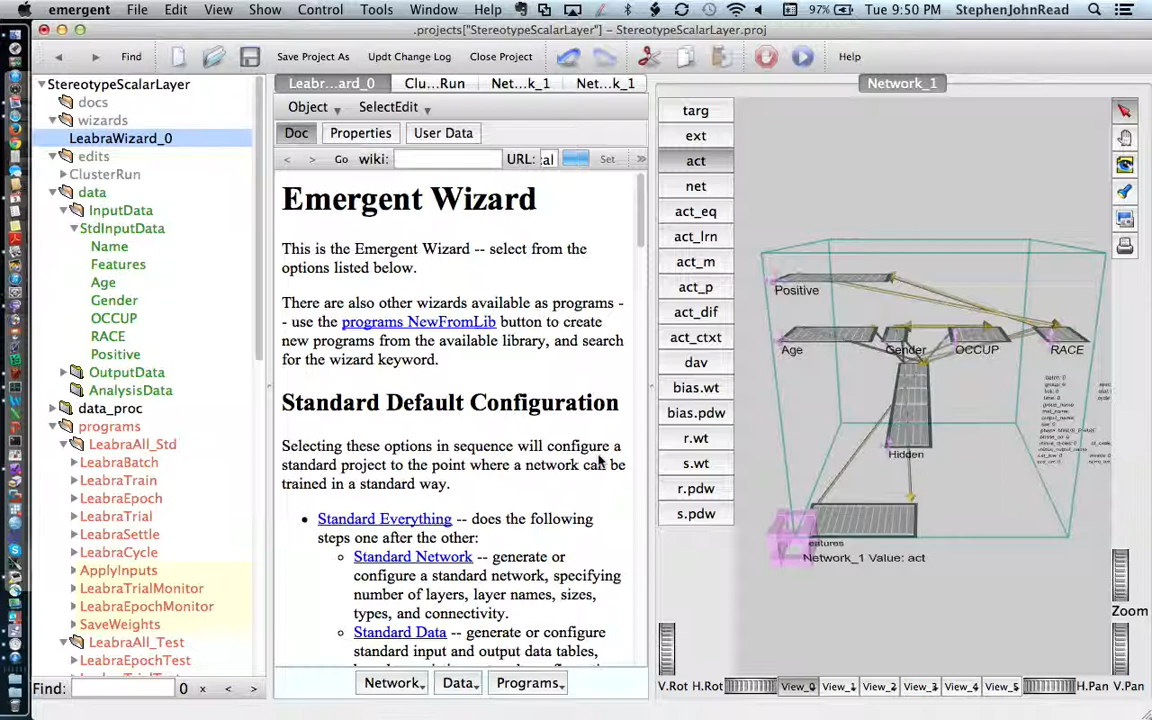 emergent File Edit View Show Control Tools Window Help 97% Tue 9:50 PM StephenJohnRead
.projects["StereotypeScalarLayer"] – StereotypeScalarLayer.proj
Find Save Project As Updt Change Log Close Project Help
StereotypeScalarLayer
docs
wizards
LeabraWizard_0
edits
ClusterRun
data
InputData
StdInputData
Name
Features
Age
Gender
OCCUP
RACE
Positive
OutputData
AnalysisData
data_proc
programs
LeabraAll_Std
LeabraBatch
LeabraTrain
LeabraEpoch
LeabraTrial
LeabraSettle
LeabraCycle
ApplyInputs
LeabraTrialMonitor
LeabraEpochMonitor
SaveWeights
LeabraAll_Test
LeabraEpochTest
Find: 0 x < >
Leabr...ard_0 Clu...Run Net...k_1 Net...k_1
Object SelectEdit
Doc Properties User Data
< > Go wiki: URL: :al Set »
Emergent Wizard
This is the Emergent Wizard -- select from the
options listed below.
There are also other wizards available as programs -
- use the programs NewFromLib button to create
new programs from the available library, and search
for the wizard keyword.
Standard Default Configuration
Selecting these options in sequence will configure a
standard project to the point where a network can be
trained in a standard way.
• Standard Everything -- does the following
steps one after the other:
Standard Network -- generate or
configure a standard network, specifying
number of layers, layer names, sizes,
types, and connectivity.
Standard Data -- generate or configure
standard input and output data tables,
Network. Data. Programs.
Network_1
targ
ext
act
net
act_eq
act_lrn
act_m
act_p
act_dif
act_ctxt
dav
bias.wt
bias.pdw
r.wt
s.wt
r.pdw
s.pdw
Positive
Age Gender OCCUP RACE
Hidden
eatures
Network_1 Value: act
Zoom
V.Rot H.Rot View_0 View_1 View_2 View_3 View_4 View_5 H.Pan V.Pan